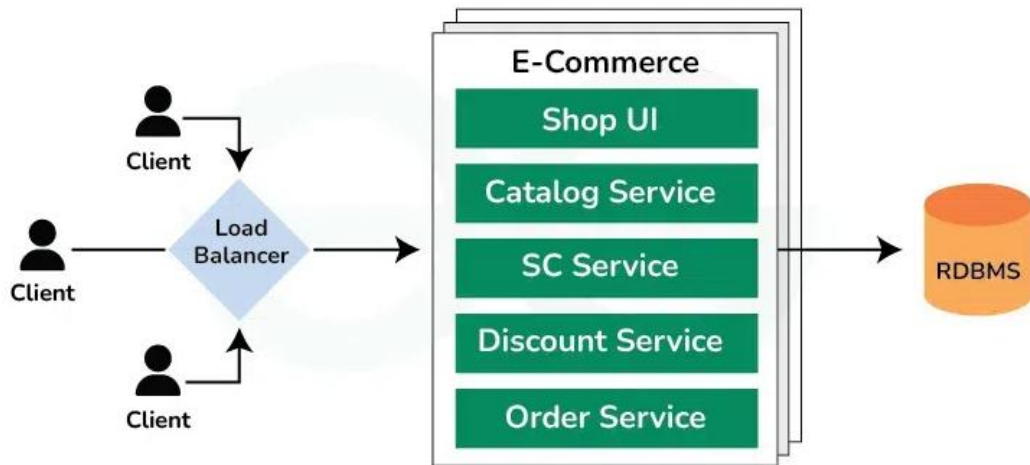 E-Commerce
Shop UI
Client
Catalog Service
Load
Balancer
SC Service
RDBMS
Client
Discount Service
Client
Order Service